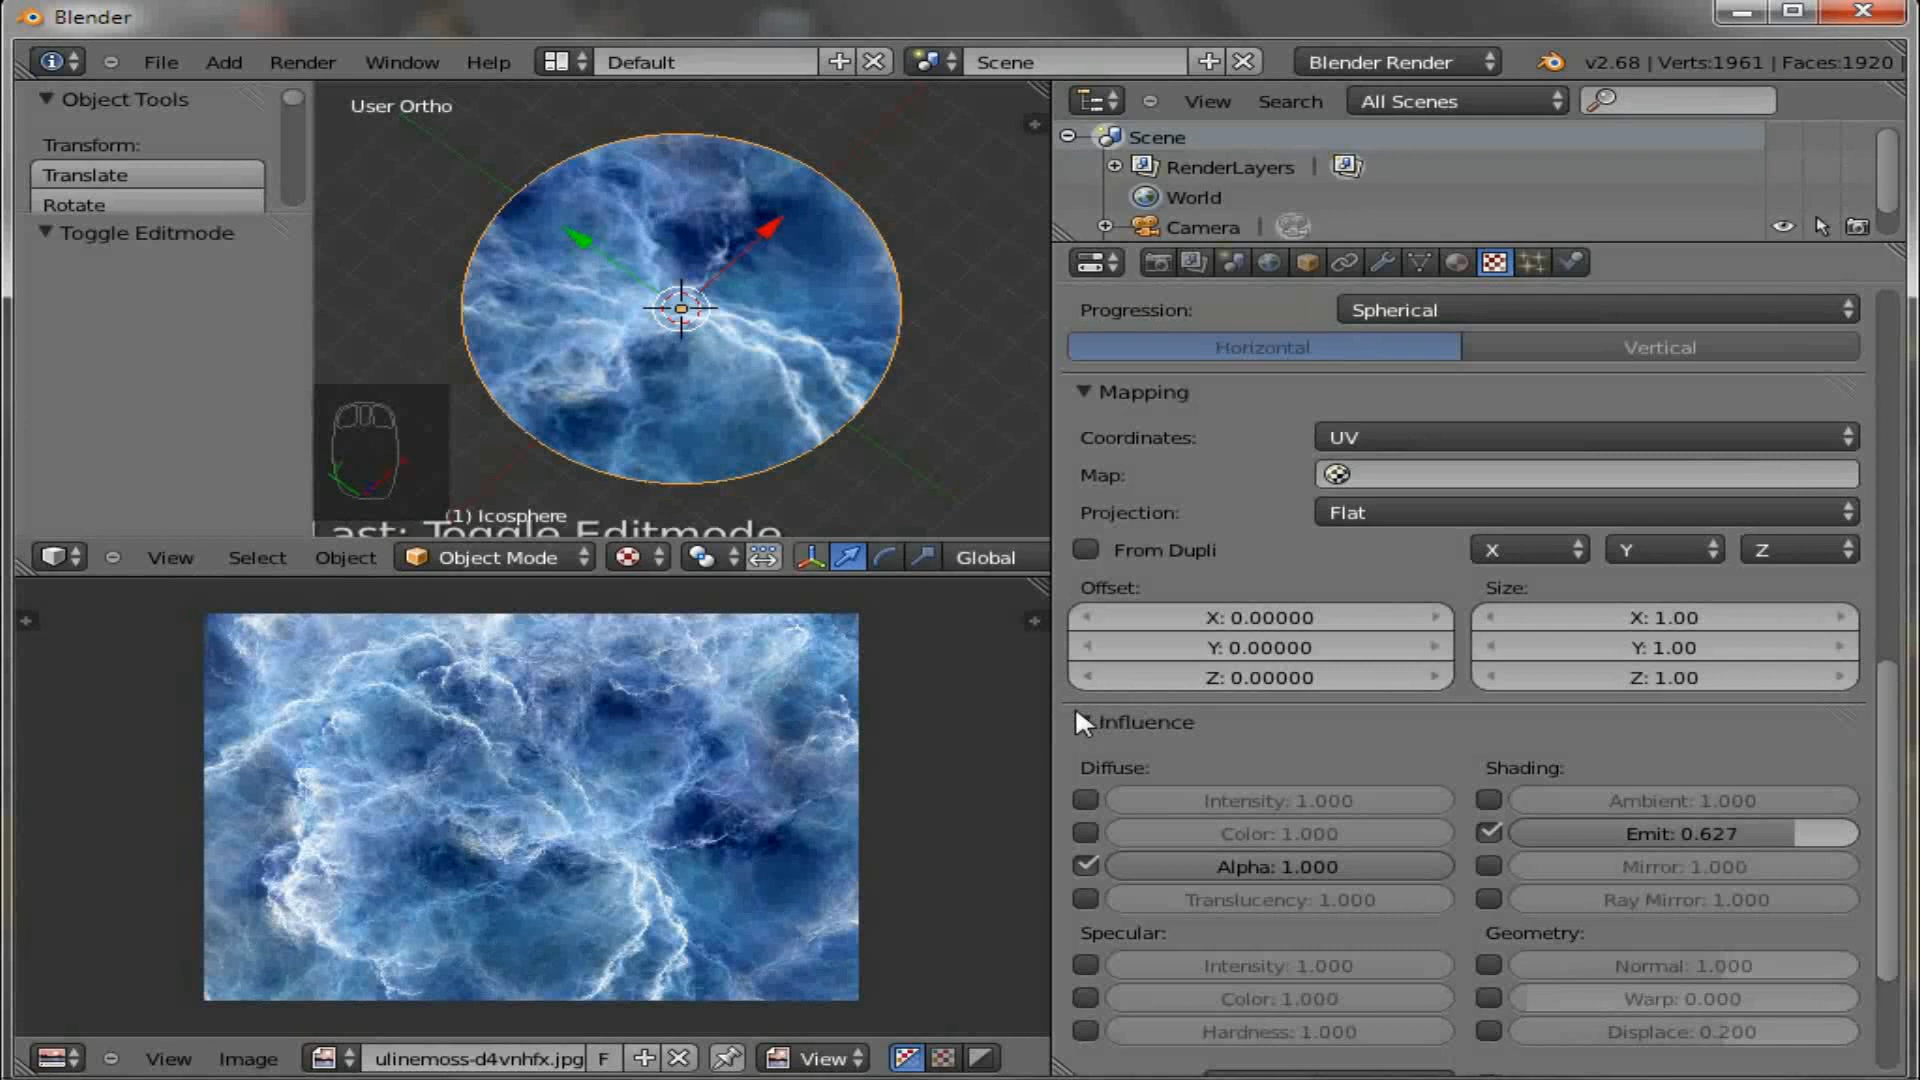 Blender
File Add Render Window Help Default Scene Blender Render v2.68 | Verts:1961 | Faces:1920 |
Object Tools
Transform:
Translate
Rotate
Toggle Editmode
User Ortho
(1) Icosphere
ast: Toggle Editmode
View Select Object Object Mode Global
View Search All Scenes
Scene
RenderLayers |
World
Camera |
Progression: Spherical
Horizontal Vertical
Mapping
Coordinates: UV
Map:
Projection: Flat
From Dupli X Y Z
Offset: Size:
X: 0.00000 X: 1.00
Y: 0.00000 Y: 1.00
Z: 0.00000 Z: 1.00
Influence
Diffuse: Shading:
Intensity: 1.000 Ambient: 1.000
Color: 1.000 Emit: 0.627
Alpha: 1.000 Mirror: 1.000
Translucency: 1.000 Ray Mirror: 1.000
Specular: Geometry:
Intensity: 1.000 Normal: 1.000
Color: 1.000 Warp: 0.000
Hardness: 1.000 Displace: 0.200
View Image ulinemoss-d4vnhfx.jpg F View